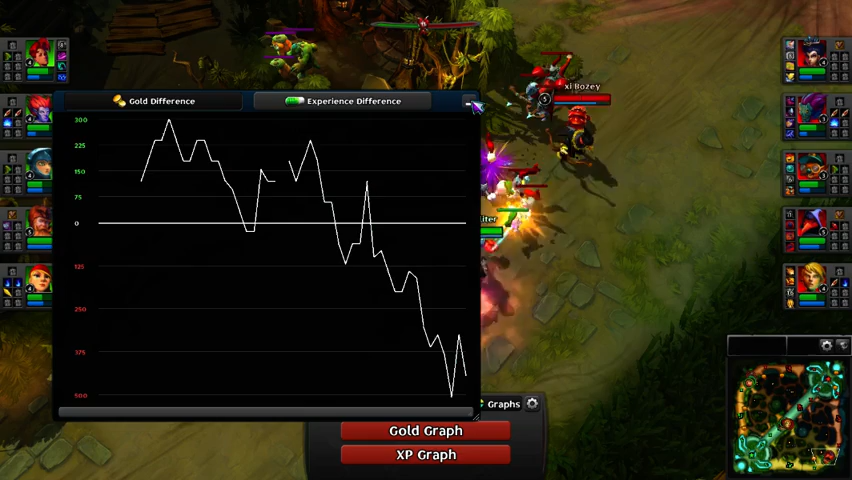 xi Bozey
Gold Difference
Experience Difference
300
225
150
75
0
125
250
375
500
Graphs
Gold Graph
XP Graph